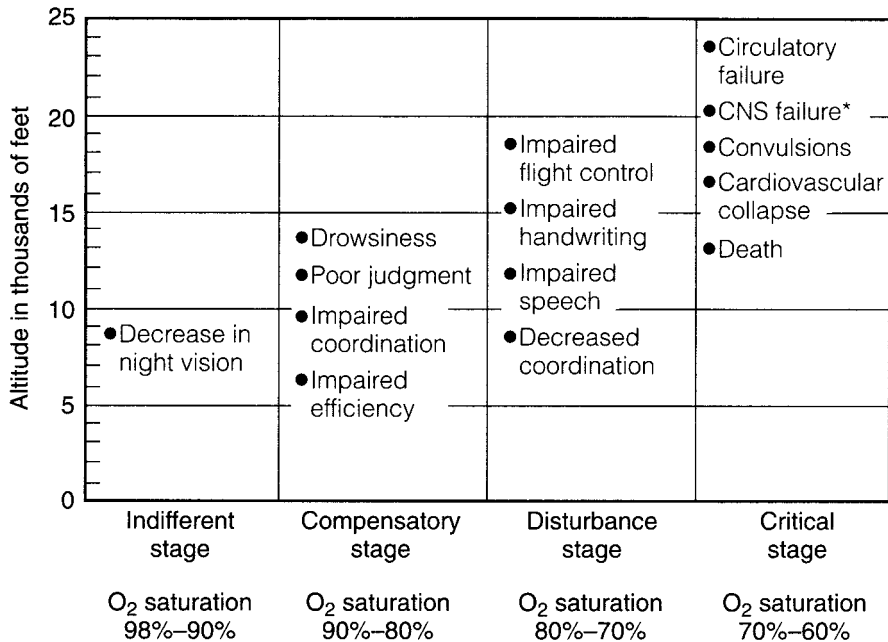 Altitude in thousands of feet
25
20
15
10
5
0
● Decrease in
night vision
● Drowsiness
● Poor judgment
● Impaired
coordination
● Impaired
efficiency
● Impaired
flight control
● Impaired
handwriting
● Impaired
speech
● Decreased
coordination
● Circulatory
failure
● CNS failure*
● Convulsions
● Cardiovascular
collapse
● Death
Indifferent
stage
Compensatory
stage
Disturbance
stage
Critical
stage
O₂ saturation
98%–90%
O₂ saturation
90%–80%
O₂ saturation
80%–70%
O₂ saturation
70%–60%